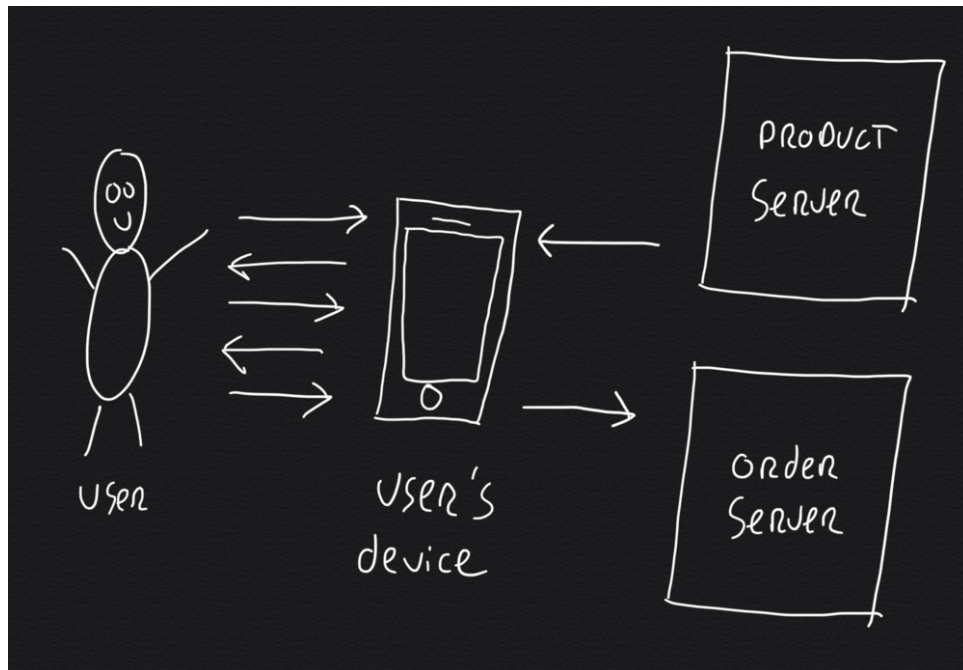 PRODUCT
Server
User
User's
device
Order
Server